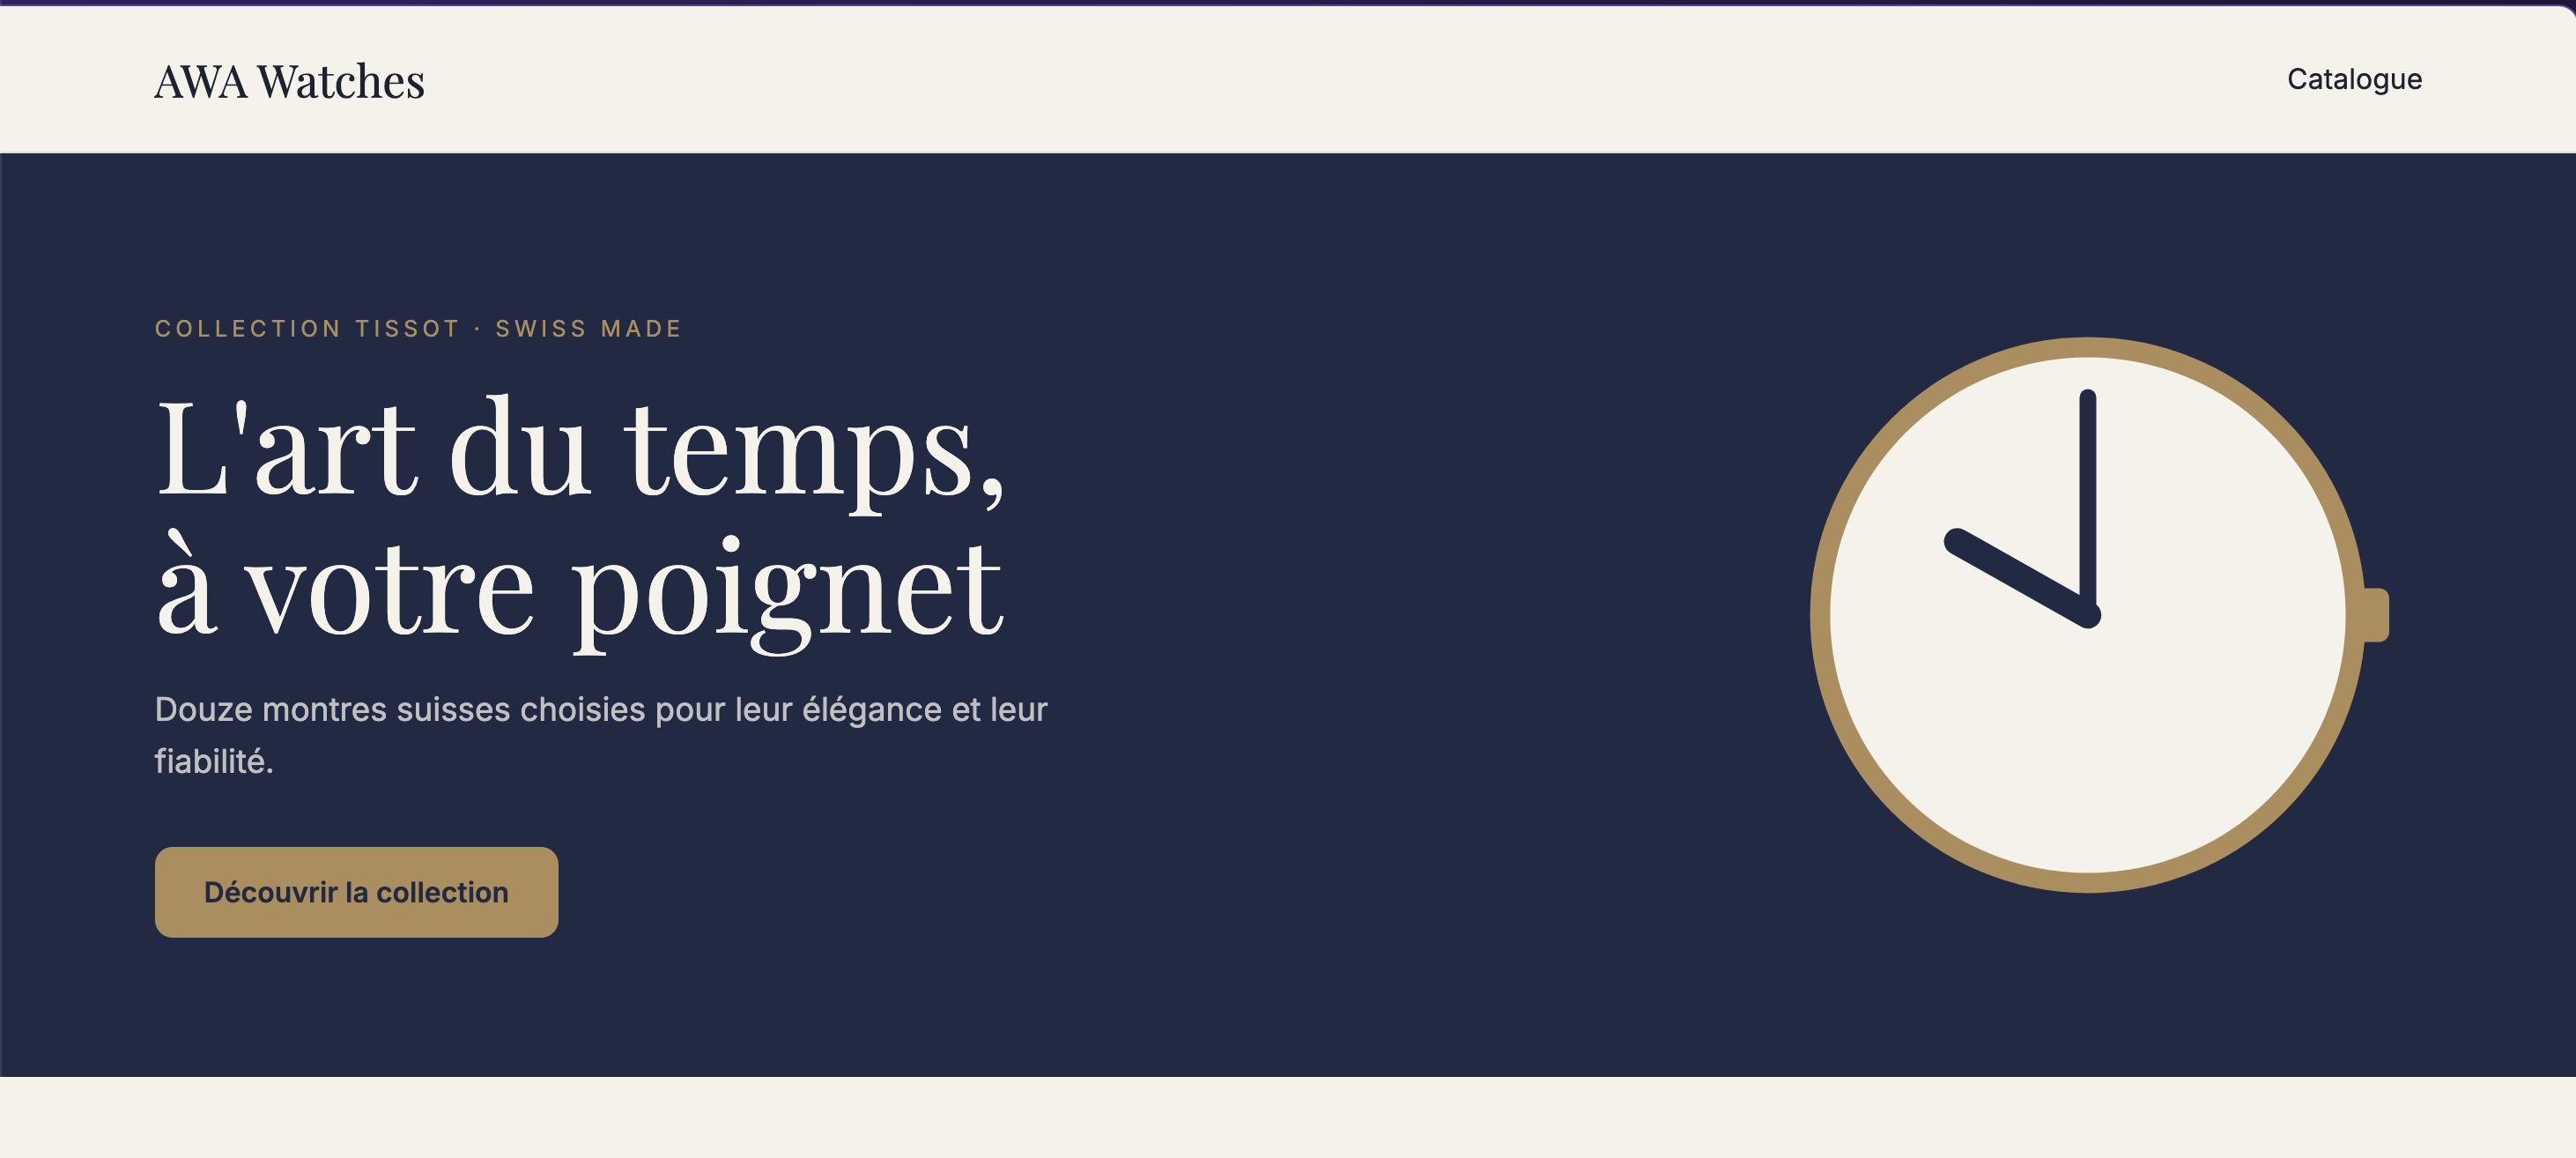 AWA Watches
Catalogue
COLLECTION TISSOT · SWISS MADE
L'art du temps,
à votre poignet
Douze montres suisses choisies pour leur élégance et leur
fiabilité.
Découvrir la collection